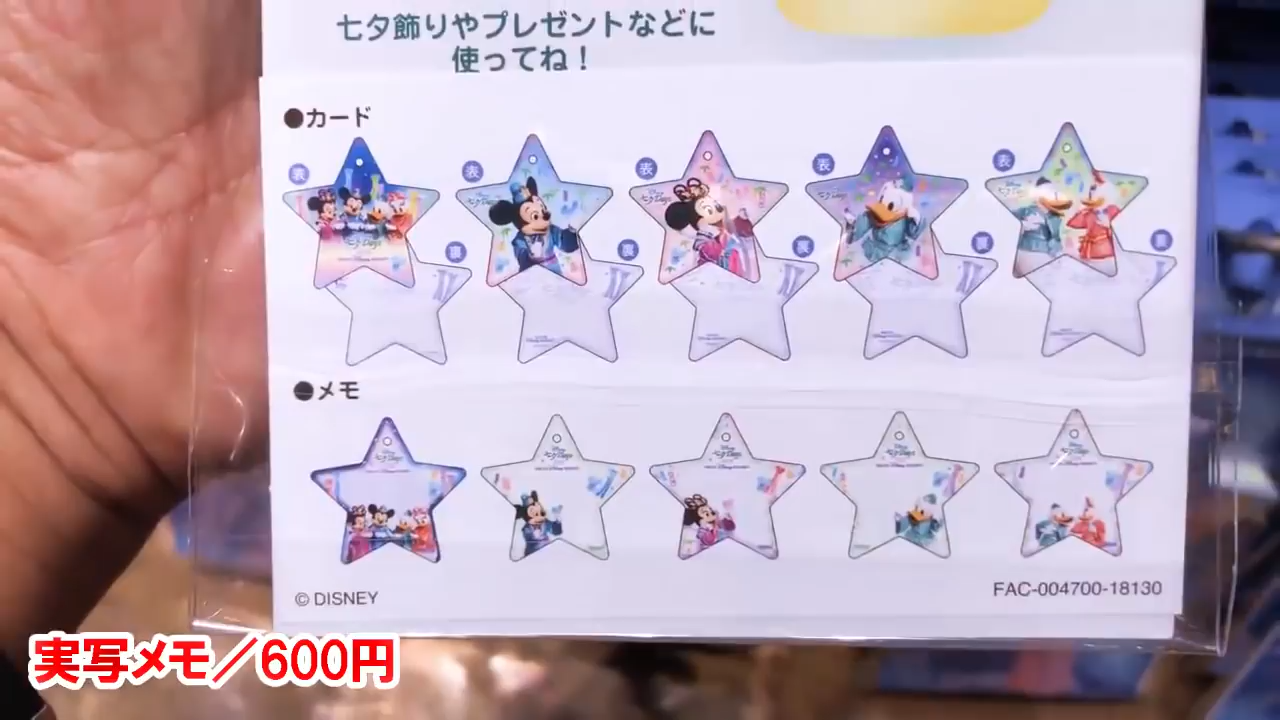 七夕飾りやプレゼントなどに
使ってね！
●カード
表 表 表 表 表
裏 裏 裏 裏 裏
●メモ
© DISNEY
FAC-004700-18130
実写メモ／600円